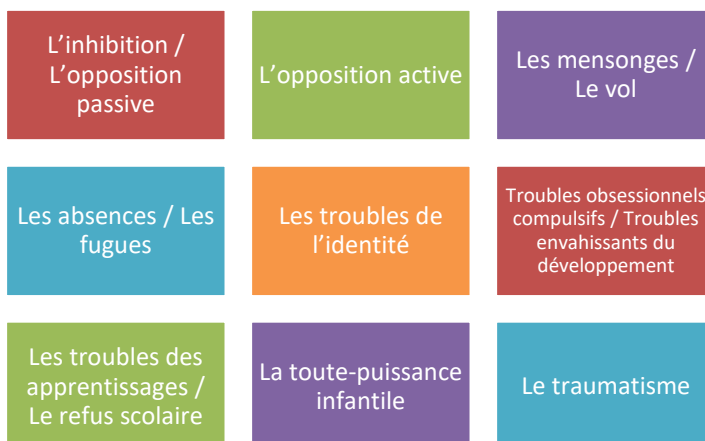 L’inhibition /
L’opposition
passive
L’opposition active
Les mensonges /
Le vol
Les absences / Les
fugues
Les troubles de
l’identité
Troubles obsessionnels
compulsifs / Troubles
envahissants du
développement
Les troubles des
apprentissages /
Le refus scolaire
La toute-puissance
infantile
Le traumatisme